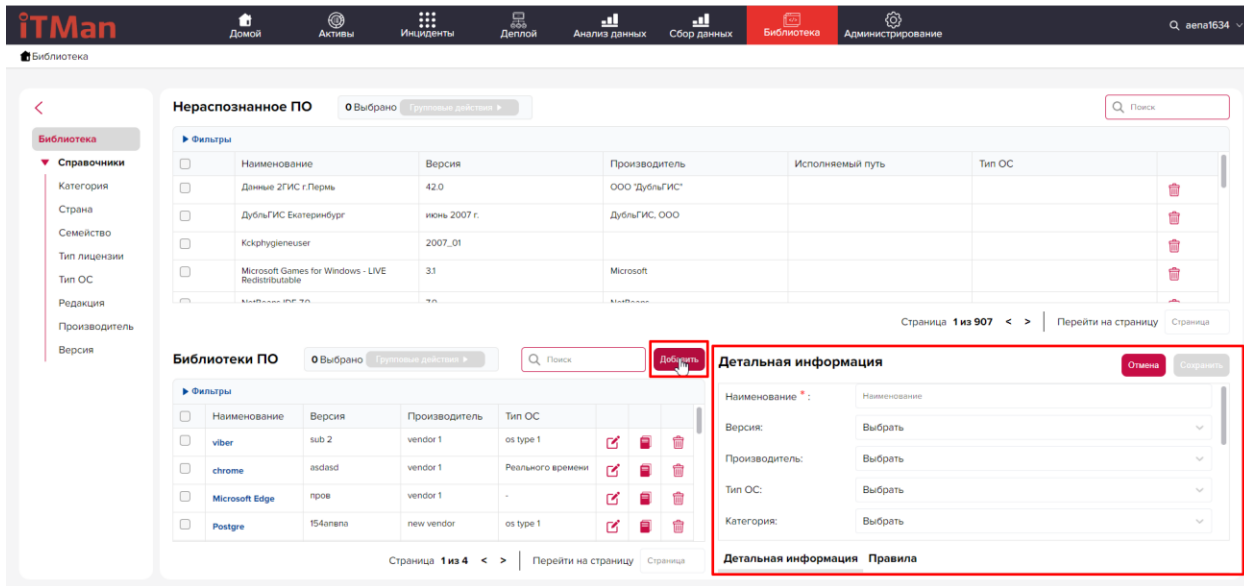 iTMan
Домой Активы Инциденты Деплой Анализ данных Сбор данных Библиотека Администрирование aena1634
Библиотека
Библиотека
Справочники
Категория
Страна
Семейство
Тип лицензии
Тип ОС
Редакция
Производитель
Версия
Нераспознанное ПО 0 Выбрано Групповые действия Поиск
Фильтры
Наименование Версия Производитель Исполняемый путь Тип ОС
Данные 2ГИС г.Пермь 42.0 ООО "ДубльГИС"
ДубльГИС Екатеринбург июнь 2007 г. ДубльГИС, ООО
Kckphygieneuser 2007_01
Microsoft Games for Windows - LIVE Redistributable 3.1 Microsoft
NetBeans IDE 7.0 7.0 NetBeans
Страница 1 из 907 < > Перейти на страницу Страница
Библиотеки ПО 0 Выбрано Групповые действия Поиск Добавить
Фильтры
Наименование Версия Производитель Тип ОС
viber sub 2 vendor 1 os type 1
chrome asdasd vendor 1 Реального времени
Microsoft Edge пров vendor 1 -
Postgre 154апвпа new vendor os type 1
Страница 1 из 4 < > Перейти на страницу Страница
Детальная информация Отмена Сохранить
Наименование * : Наименование
Версия: Выбрать
Производитель: Выбрать
Тип ОС: Выбрать
Категория: Выбрать
Детальная информация Правила